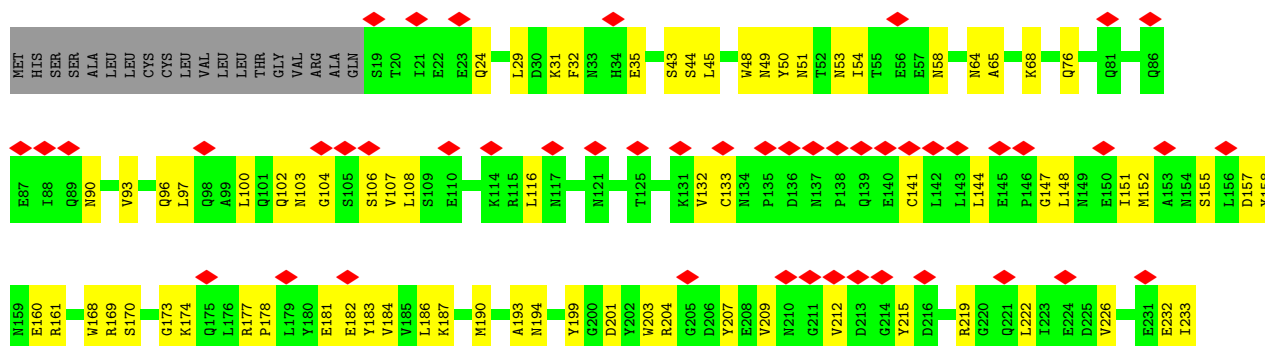 MET HIS SER SER ALA LEU LEU CYS CYS LEU VAL LEU LEU THR GLY VAL ARG ALA GLN S19 T20 I21 E22 E23 Q24 L29 D30 K31 F32 N33 H34 E35 S43 S44 L45 W48 N49 Y50 N51 T52 N53 I54 T55 E56 E57 N58 N64 A65 K68 Q76 Q81 Q86
E87 I88 Q89 N90 V93 Q96 L97 Q98 A99 L100 Q101 Q102 N103 G104 S105 S106 V107 L108 S109 E110 K114 R115 L116 N117 N121 T125 K131 V132 C133 N134 P135 D136 N137 P138 Q139 E140 C141 L142 L143 L144 E145 P146 G147 L148 N149 E150 I151 M152 A153 N154 S155 L156 D157 Y158
N159 E160 R161 W168 R169 S170 G173 K174 Q175 L176 R177 P178 L179 Y180 E181 E182 Y183 V184 V185 L186 K187 M190 A193 N194 Y199 G200 D201 Y202 W203 R204 G205 D206 Y207 E208 V209 N210 G211 V212 D213 G214 Y215 D216 R219 G220 Q221 L222 I223 E224 D225 V226 E231 E232 I233